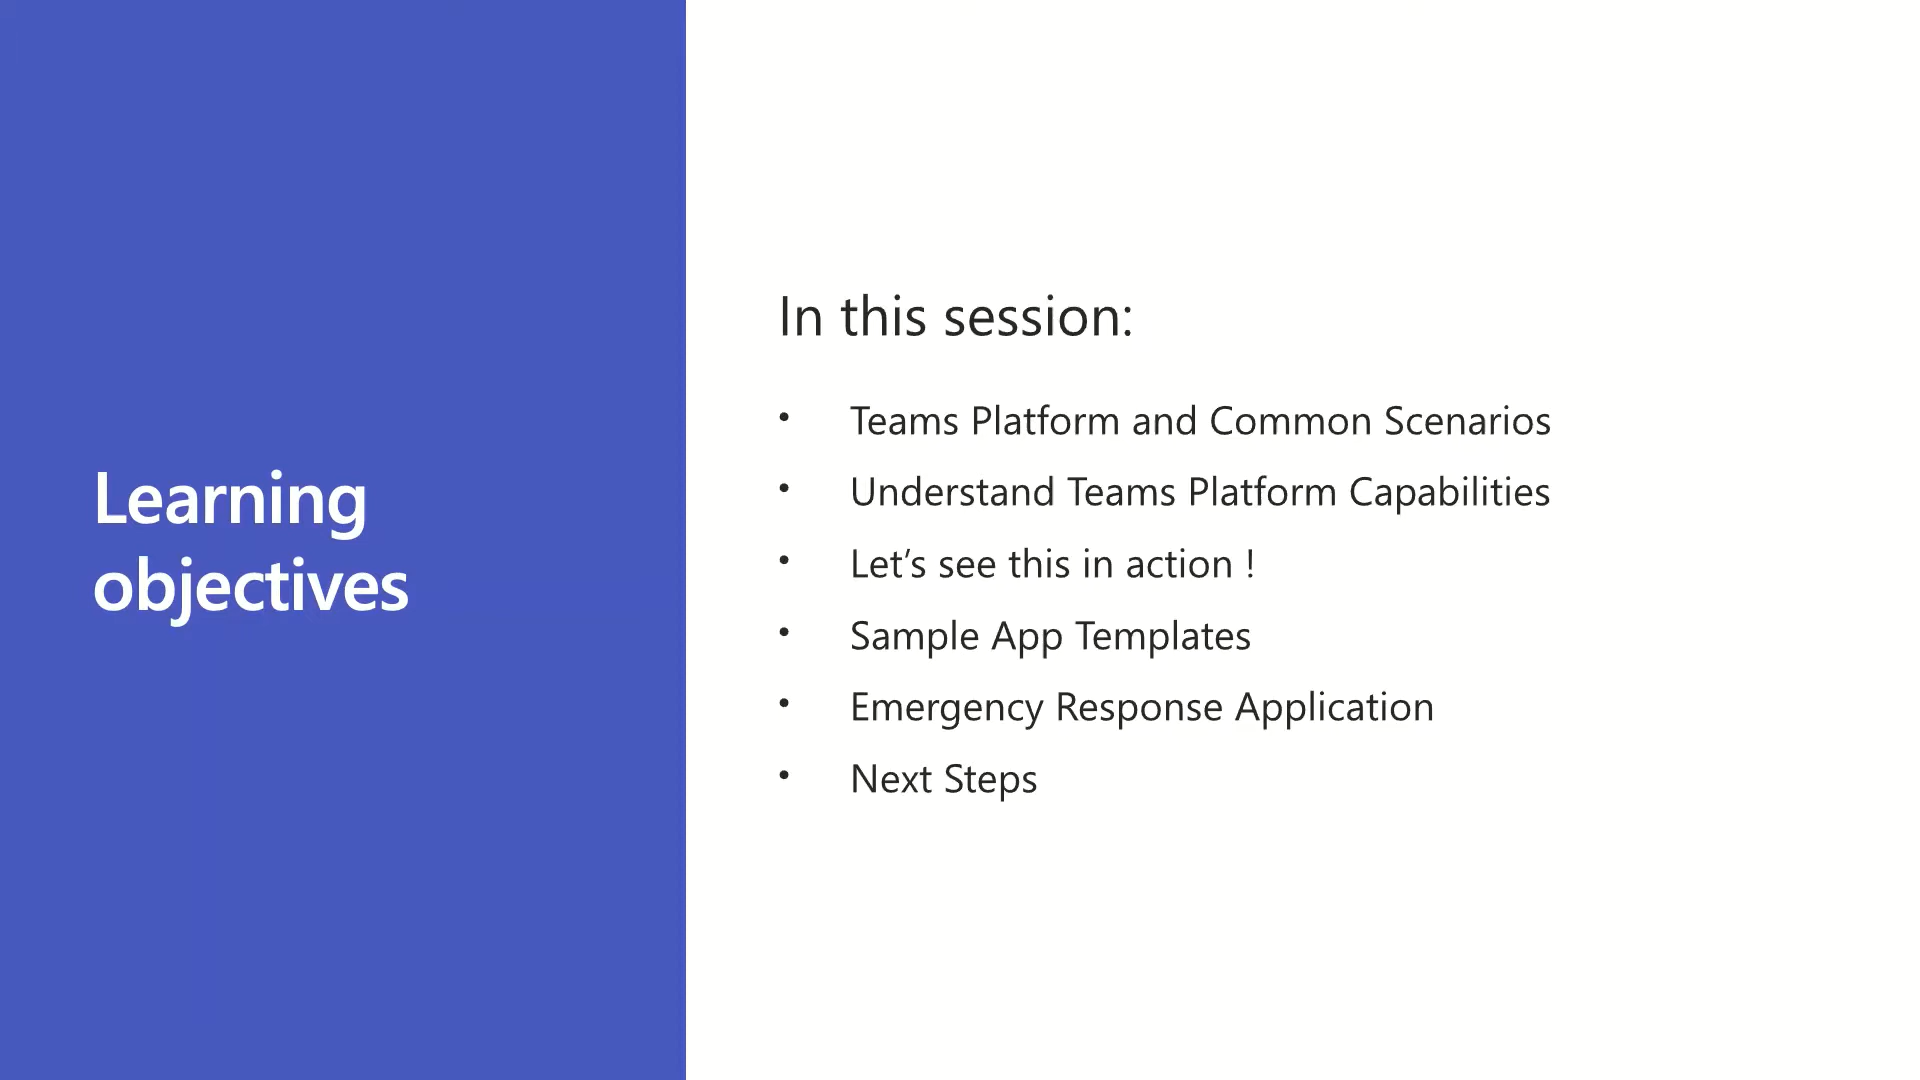 Learning
objectives
In this session:
• Teams Platform and Common Scenarios
• Understand Teams Platform Capabilities
• Let’s see this in action !
• Sample App Templates
• Emergency Response Application
• Next Steps